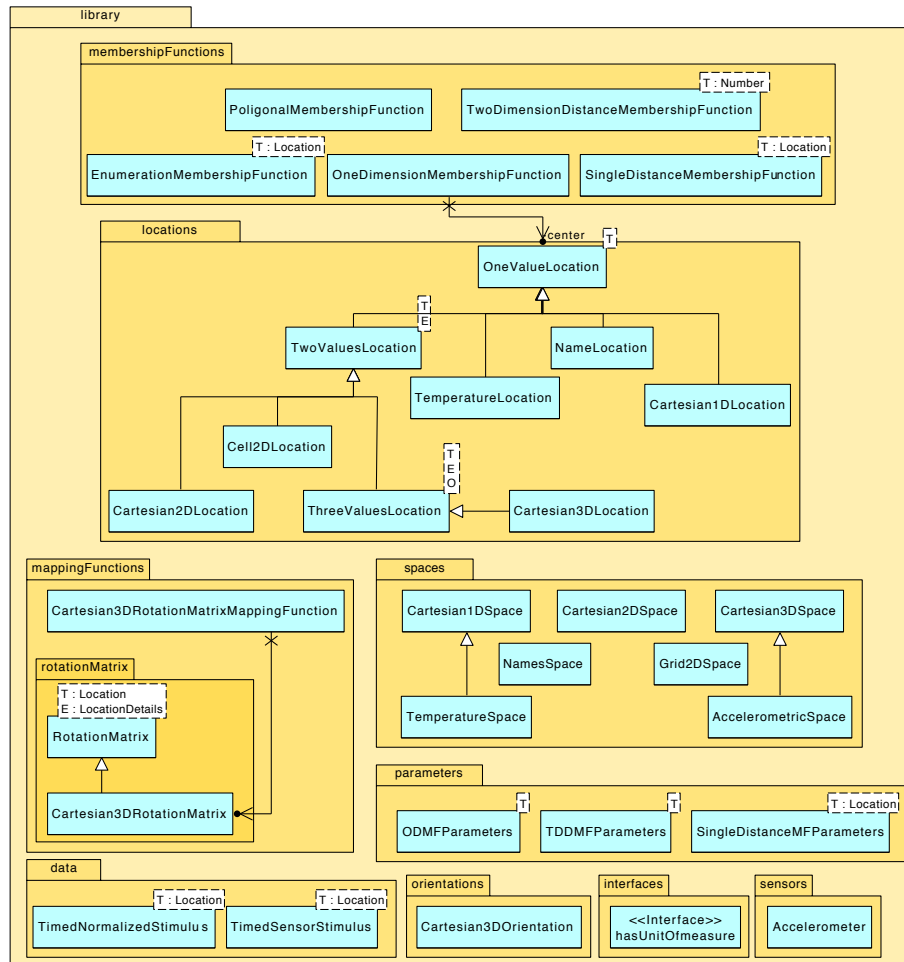 library
membershipFunctions
T : Number
PoligonalMembershipFunction
TwoDimensionDistanceMembershipFunction
T : Location
T : Location
EnumerationMembershipFunction
OneDimensionMembershipFunction
SingleDistanceMembershipFunction
locations
center
T
OneValueLocation
T
E
TwoValuesLocation
NameLocation
TemperatureLocation
Cartesian1DLocation
Cell2DLocation
T
E
O
Cartesian2DLocation
ThreeValuesLocation
Cartesian3DLocation
mappingFunctions
Cartesian3DRotationMatrixMappingFunction
rotationMatrix
T : Location
E : LocationDetails
RotationMatrix
Cartesian3DRotationMatrix
spaces
Cartesian1DSpace
Cartesian2DSpace
Cartesian3DSpace
NamesSpace
Grid2DSpace
TemperatureSpace
AccelerometricSpace
parameters
T
T
T : Location
ODMFParameters
TDDMFParameters
SingleDistanceMFParameters
data
T : Location
T : Location
TimedNormalizedStimulus
TimedSensorStimulus
orientations
Cartesian3DOrientation
interfaces
<<Interface>>
hasUnitOfmeasure
sensors
Accelerometer